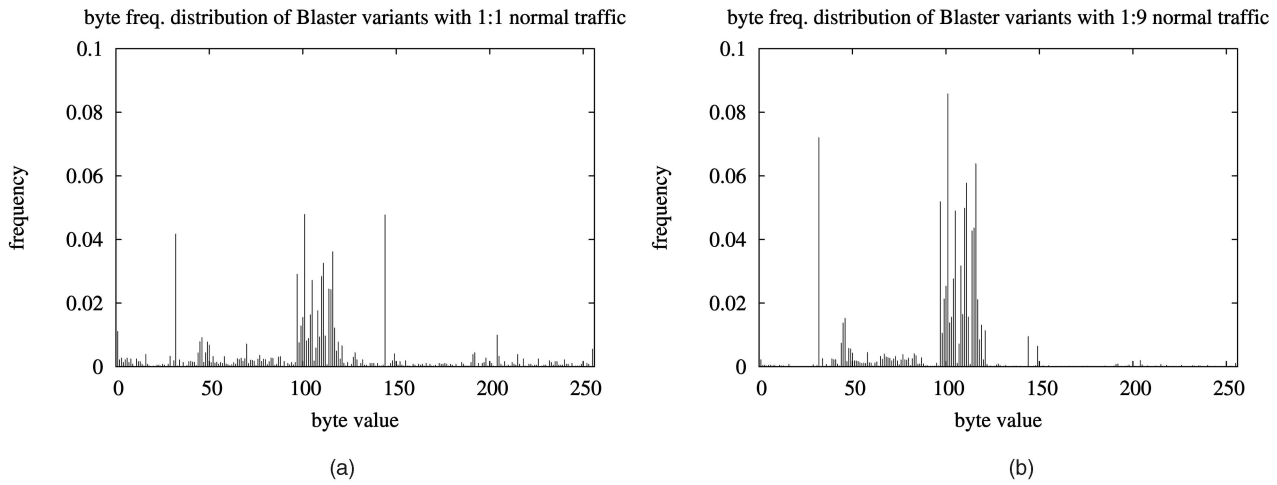 byte freq. distribution of Blaster variants with 1:1 normal traffic
0.1
0.08
0.06
0.04
0.02
0
frequency
0 50 100 150 200 250
byte value
(a)
byte freq. distribution of Blaster variants with 1:9 normal traffic
0.1
0.08
0.06
0.04
0.02
0
frequency
0 50 100 150 200 250
byte value
(b)